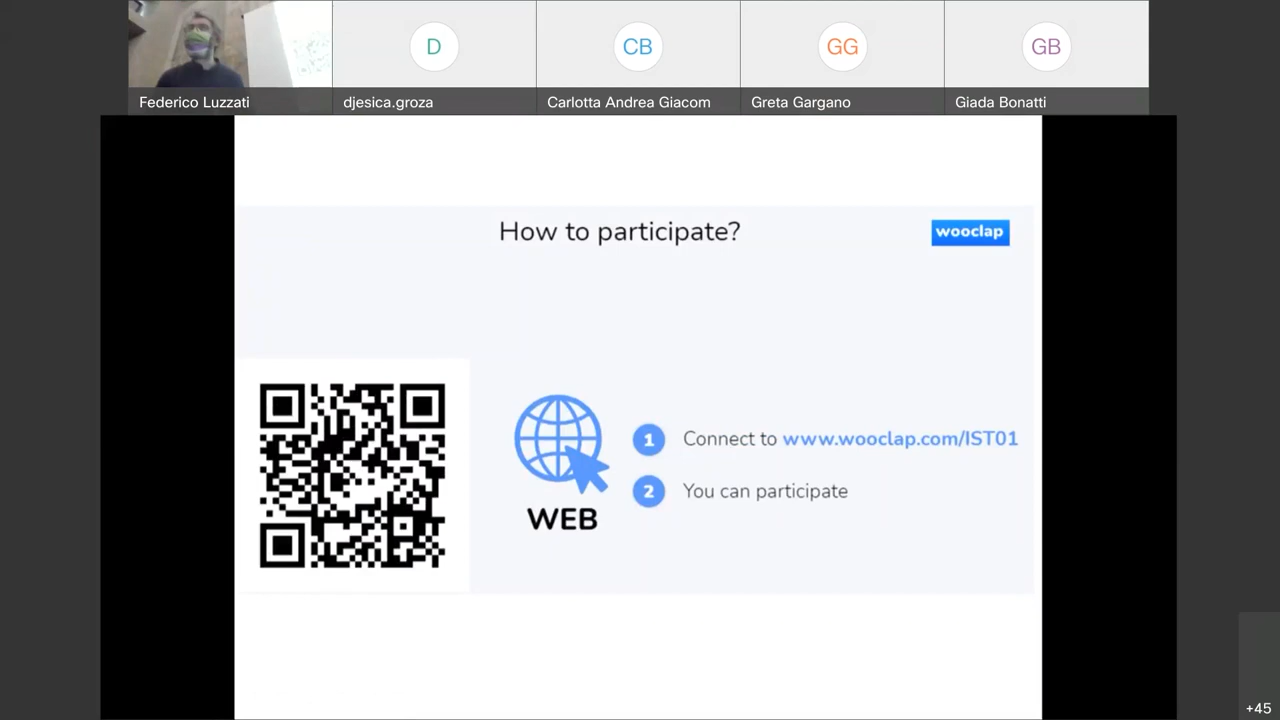 Federico Luzzati
D
djesica.groza
CB
Carlotta Andrea Giacom
GG
Greta Gargano
GB
Giada Bonatti
How to participate?
wooclap
1 Connect to www.wooclap.com/IST01
2 You can participate
WEB
+45